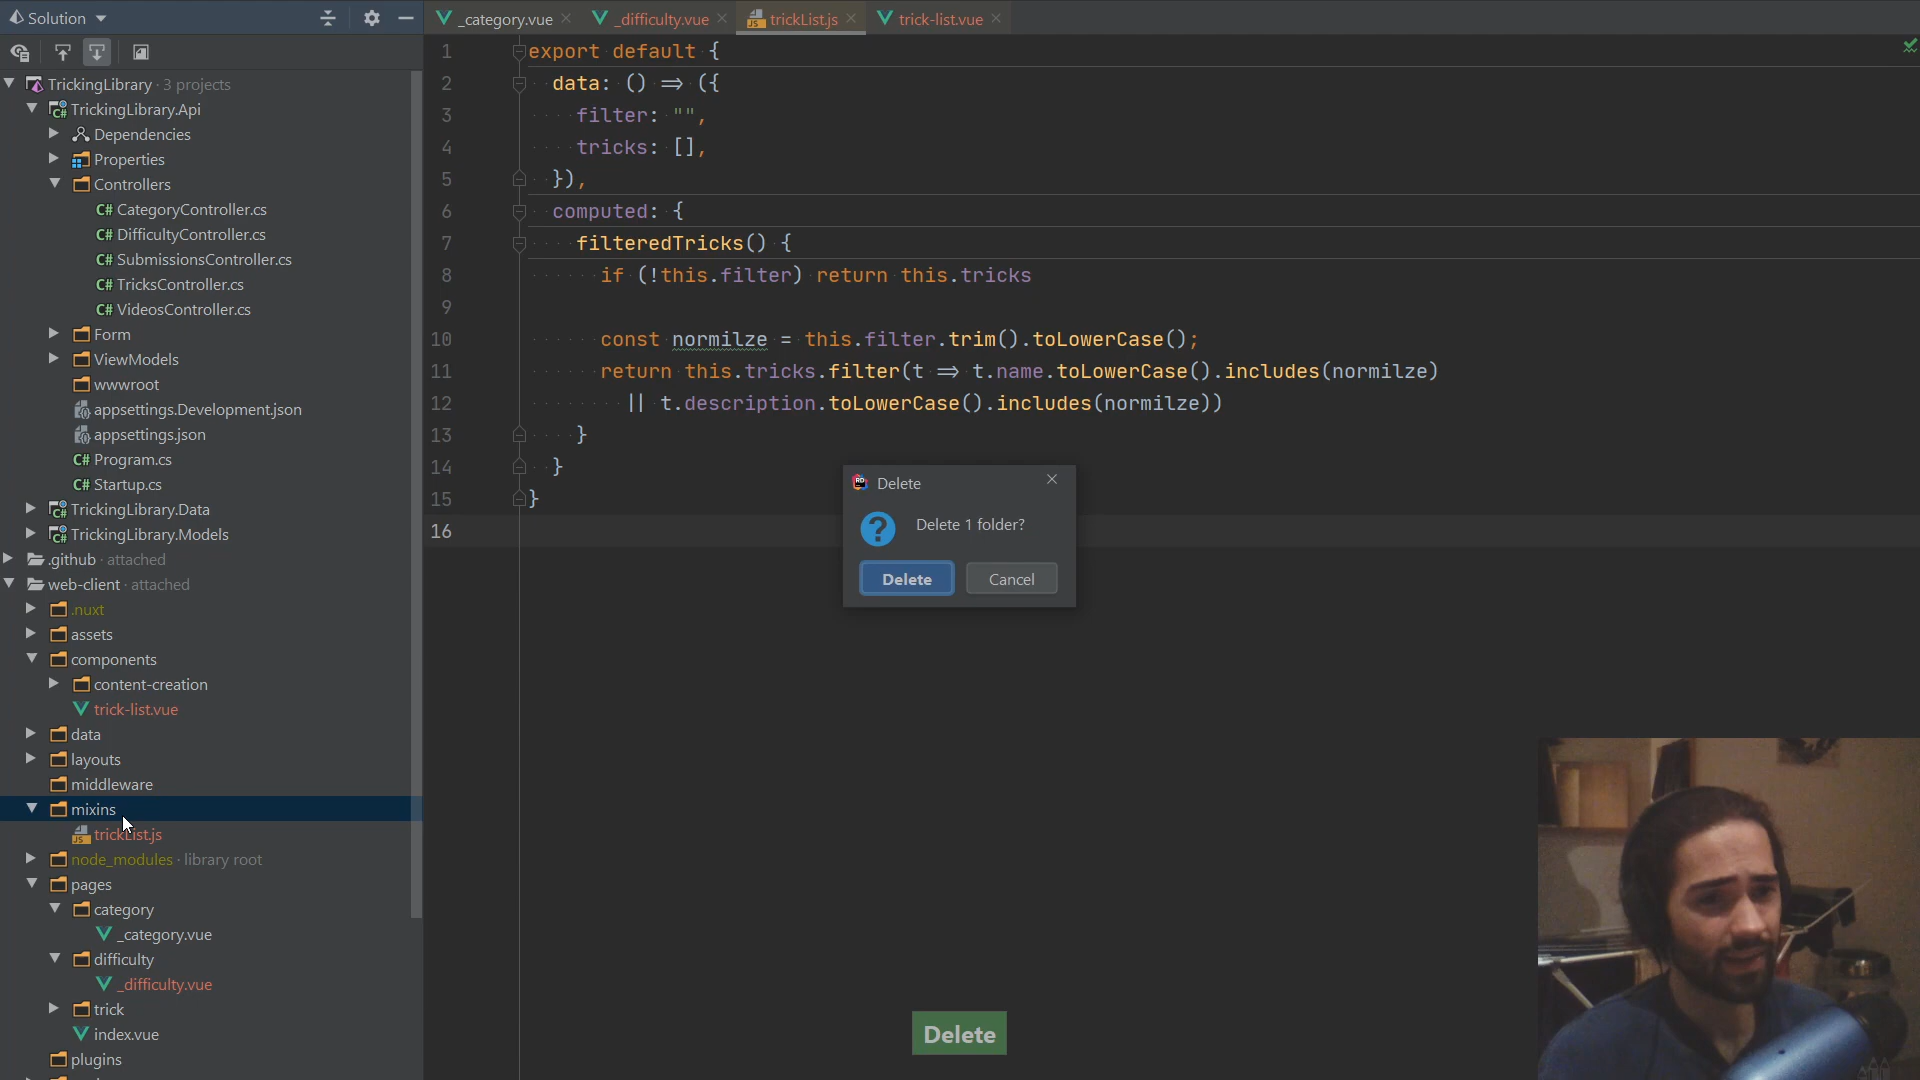 Solution
TrickingLibrary · 3 projects
TrickingLibrary.Api
Dependencies
Properties
Controllers
C# CategoryController.cs
C# DifficultyController.cs
C# SubmissionsController.cs
C# TricksController.cs
C# VideosController.cs
Form
ViewModels
wwwroot
appsettings.Development.json
appsettings.json
C# Program.cs
C# Startup.cs
TrickingLibrary.Data
TrickingLibrary.Models
.github · attached
web-client · attached
.nuxt
assets
components
content-creation
trick-list.vue
data
layouts
middleware
mixins
trickList.js
node_modules · library root
pages
category
_category.vue
difficulty
_difficulty.vue
trick
index.vue
plugins
_category.vue
_difficulty.vue
trickList.js
trick-list.vue
1 export default {
2 data: () => ({
3 filter: "",
4 tricks: [],
5 }),
6 computed: {
7 filteredTricks() {
8 if (!this.filter) return this.tricks
9
10 const normilze = this.filter.trim().toLowerCase();
11 return this.tricks.filter(t => t.name.toLowerCase().includes(normilze)
12 || t.description.toLowerCase().includes(normilze))
13 }
14 }
15 }
16
Delete
Delete 1 folder?
Delete
Cancel
Delete